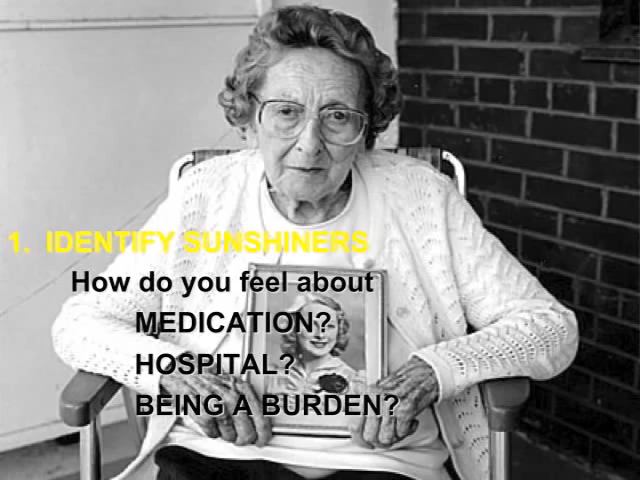 1. IDENTIFY SUNSHINERS
How do you feel about
MEDICATION?
HOSPITAL?
BEING A BURDEN?